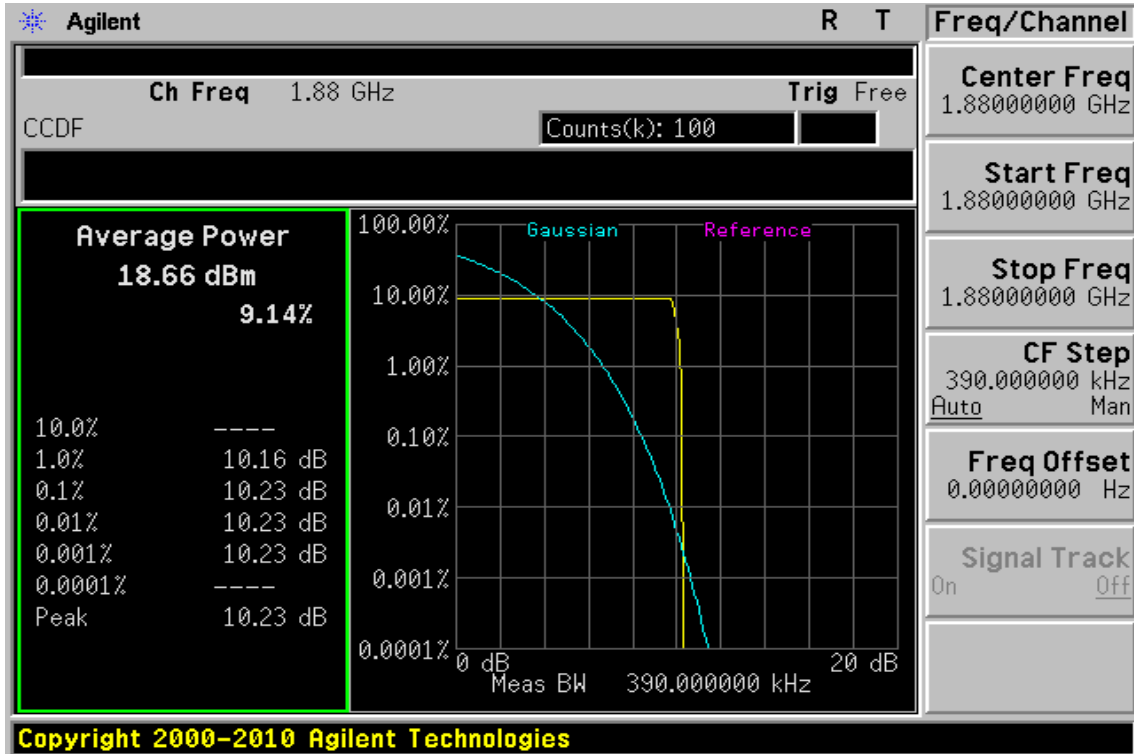 Agilent R T
Ch Freq 1.88 GHz Trig Free
CCDF Counts(k): 100
Average Power
18.66 dBm
9.14%
10.0% ----
1.0% 10.16 dB
0.1% 10.23 dB
0.01% 10.23 dB
0.001% 10.23 dB
0.0001% ----
Peak 10.23 dB
Gaussian Reference
100.00%
10.00%
1.00%
0.10%
0.01%
0.001%
0.0001%
0 dB 20 dB
Meas BW 390.000000 kHz
Freq/Channel
Center Freq
1.88000000 GHz
Start Freq
1.88000000 GHz
Stop Freq
1.88000000 GHz
CF Step
390.000000 kHz
Auto Man
Freq Offset
0.00000000 Hz
Signal Track
On Off
Copyright 2000-2010 Agilent Technologies